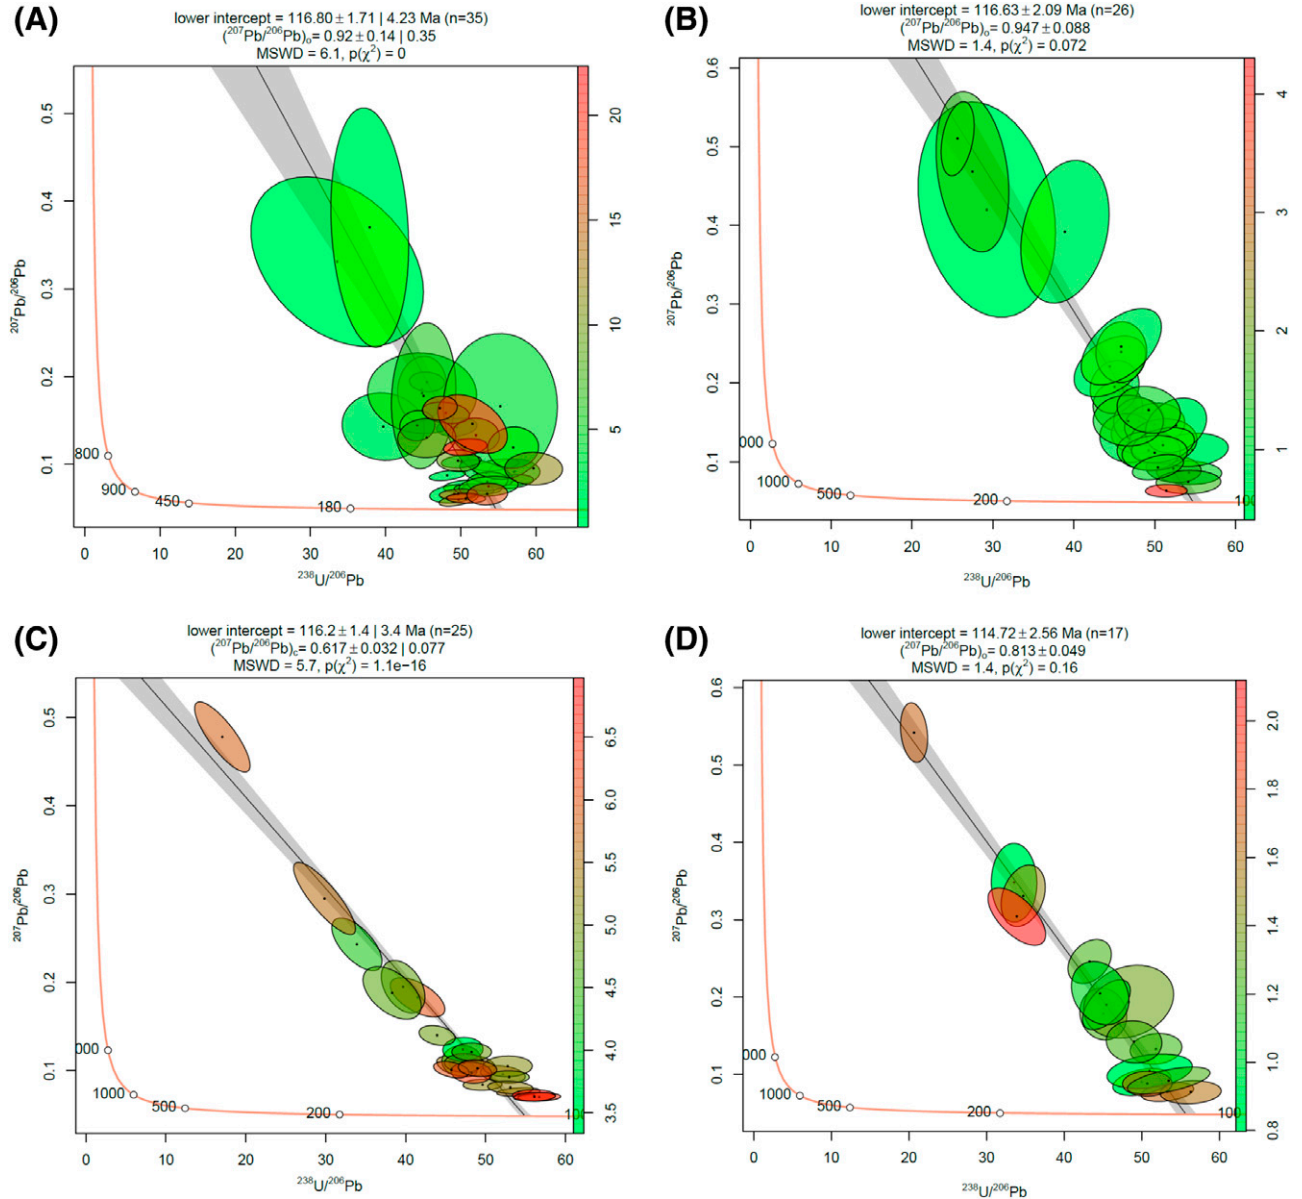 (A)
lower intercept = 116.80 ± 1.71 | 4.23 Ma (n=35)
(²⁰⁷Pb/²⁰⁶Pb)ₒ= 0.92 ± 0.14 | 0.35
MSWD = 6.1, p(χ²) = 0
²⁰⁷Pb/²⁰⁶Pb
0.5
0.4
0.3
0.2
0.1
800
900
450
180
0 10 20 30 40 50 60
²³⁸U/²⁰⁶Pb
20
15
10
5
(B)
lower intercept = 116.63 ± 2.09 Ma (n=26)
(²⁰⁷Pb/²⁰⁶Pb)ₒ= 0.947 ± 0.088
MSWD = 1.4, p(χ²) = 0.072
²⁰⁷Pb/²⁰⁶Pb
0.6
0.5
0.4
0.3
0.2
0.1
000
1000
500
200
100
0 10 20 30 40 50 60
²³⁸U/²⁰⁶Pb
4
3
2
1
(C)
lower intercept = 116.2 ± 1.4 | 3.4 Ma (n=25)
(²⁰⁷Pb/²⁰⁶Pb)꜀= 0.617 ± 0.032 | 0.077
MSWD = 5.7, p(χ²) = 1.1e−16
²⁰⁷Pb/²⁰⁶Pb
0.5
0.4
0.3
0.2
0.1
000
1000
500
200
100
0 10 20 30 40 50 60
²³⁸U/²⁰⁶Pb
6.5
6.0
5.5
5.0
4.5
4.0
3.5
(D)
lower intercept = 114.72 ± 2.56 Ma (n=17)
(²⁰⁷Pb/²⁰⁶Pb)ₒ= 0.813 ± 0.049
MSWD = 1.4, p(χ²) = 0.16
²⁰⁷Pb/²⁰⁶Pb
0.6
0.5
0.4
0.3
0.2
0.1
000
1000
500
200
100
0 10 20 30 40 50 60
²³⁸U/²⁰⁶Pb
2.0
1.8
1.6
1.4
1.2
1.0
0.8